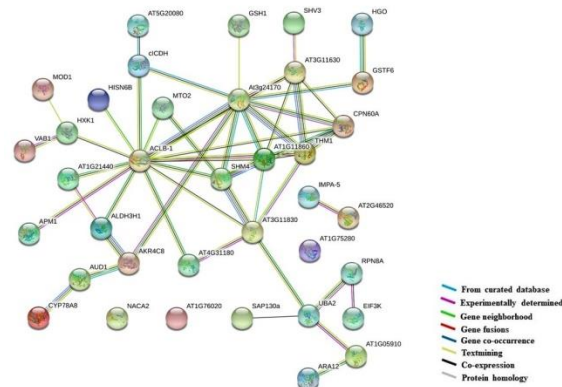 AT5G20080
GSH1
SHV3
HGO
cICDH
AT3G11630
GSTF6
MOD1
HISN6B
MTO2
At3g24170
HXK1
CPN60A
VAB1
ACLB-1
AT1G11860
THM1
AT1G21440
SHM4
IMPA-5
AT2G46520
APM1
ALDH3H1
AT3G11830
AT1G75280
AKR4C8
AT4G31180
RPN8A
AUD1
CYP78A8
NACA2
AT1G76020
SAP130a
UBA2
EIF3K
AT1G05910
ARA12
From curated database
Experimentally determined
Gene neighborhood
Gene fusions
Gene co-occurrence
Textmining
Co-expression
Protein homology